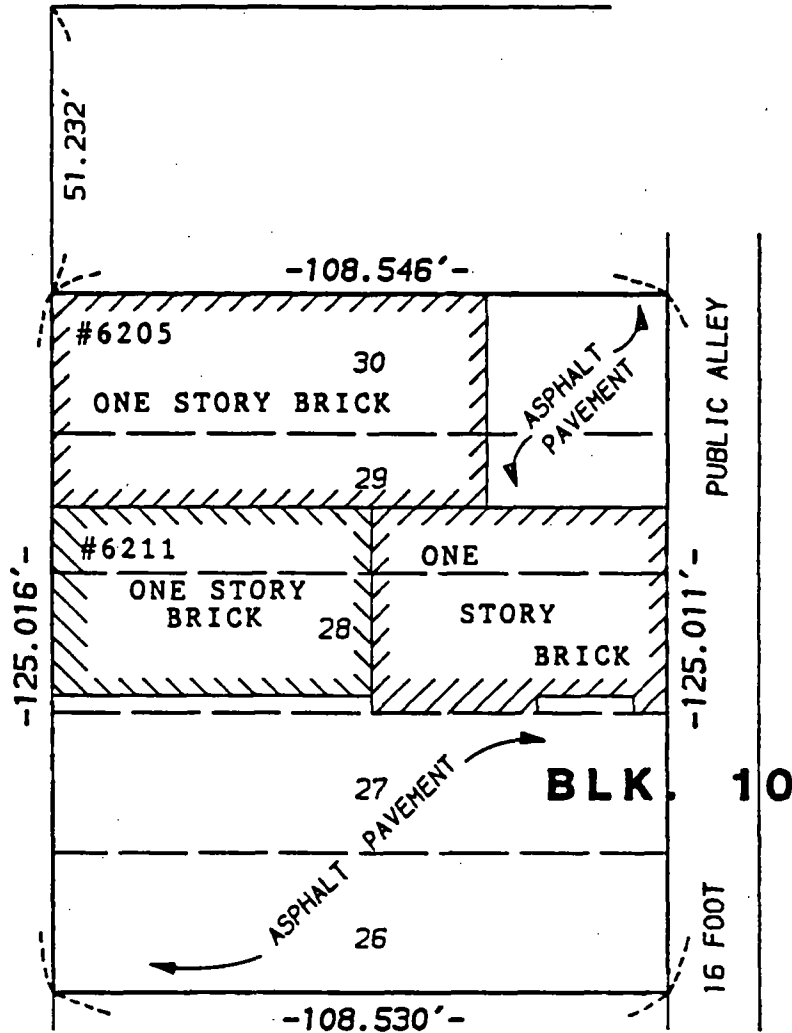 51.232'
-108.546'-
#6205
30
ONE STORY BRICK
29
ASPHALT
PAVEMENT
PUBLIC ALLEY
#6211
ONE STORY
BRICK
28
ONE
STORY
BRICK
-125.016'-
-125.011'-
27
BLK. 10
ASPHALT PAVEMENT
26
16 FOOT
-108.530'-